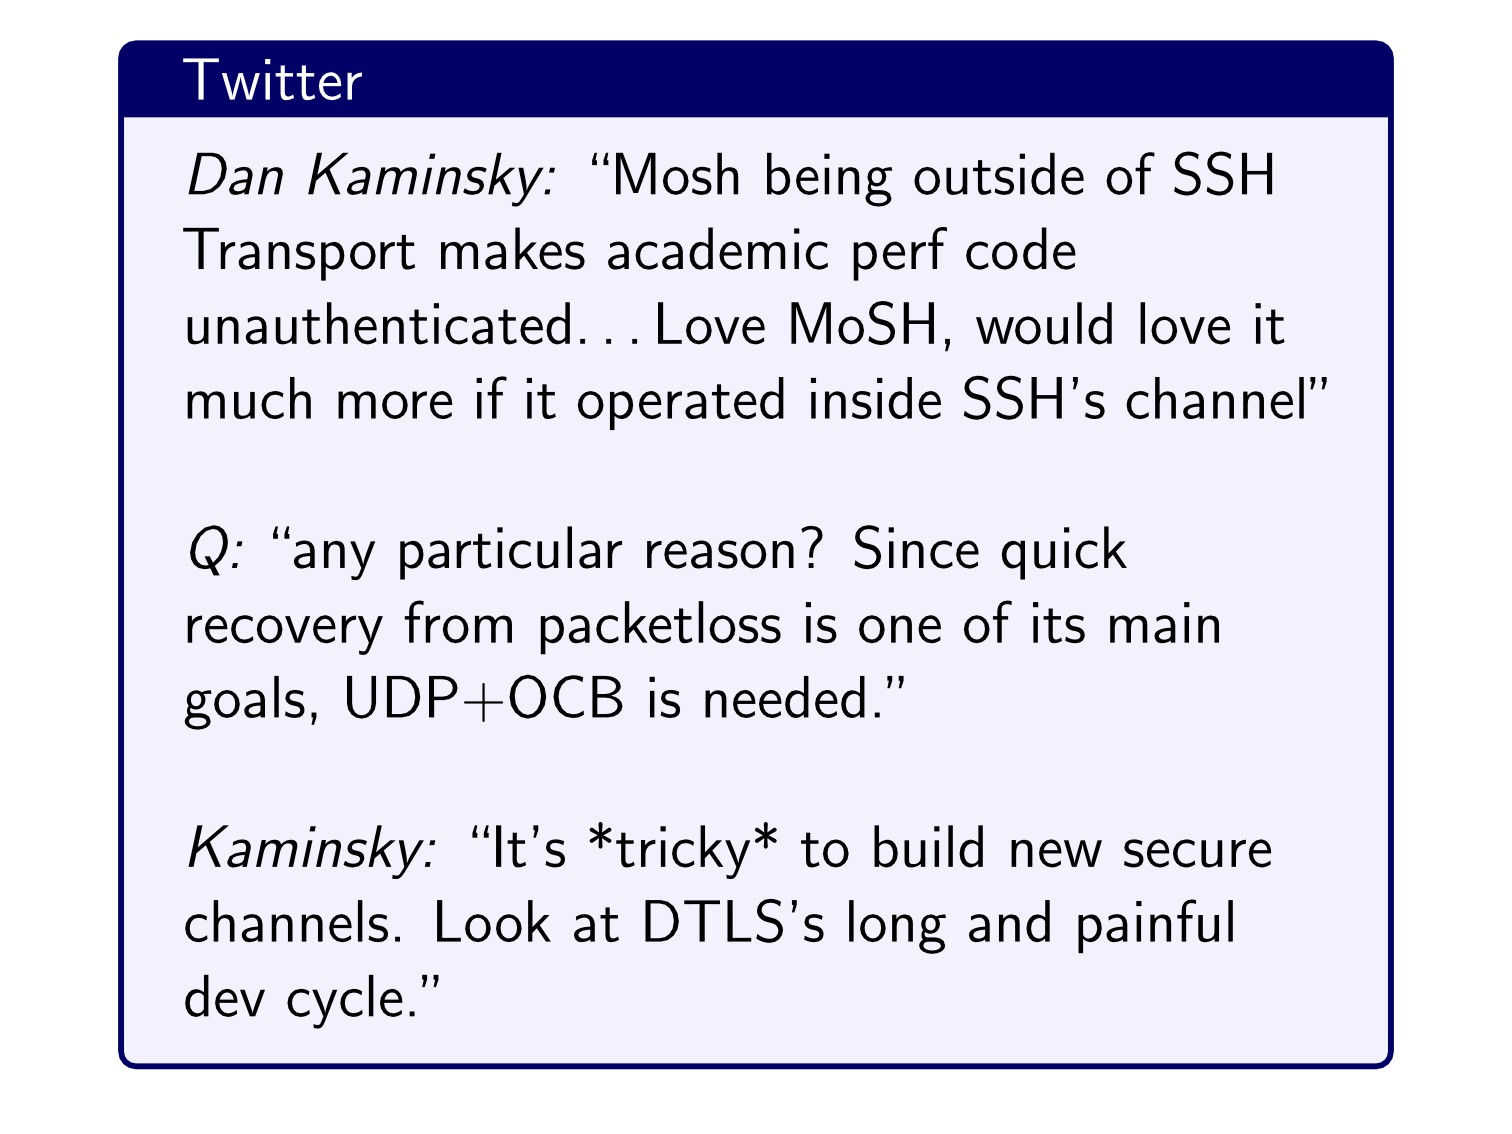 Twitter
Dan Kaminsky: “Mosh being outside of SSH
Transport makes academic perf code
unauthenticated. . . Love MoSH, would love it
much more if it operated inside SSH’s channel”
Q: “any particular reason? Since quick
recovery from packetloss is one of its main
goals, UDP+OCB is needed.”
Kaminsky: “It’s *tricky* to build new secure
channels. Look at DTLS’s long and painful
dev cycle.”